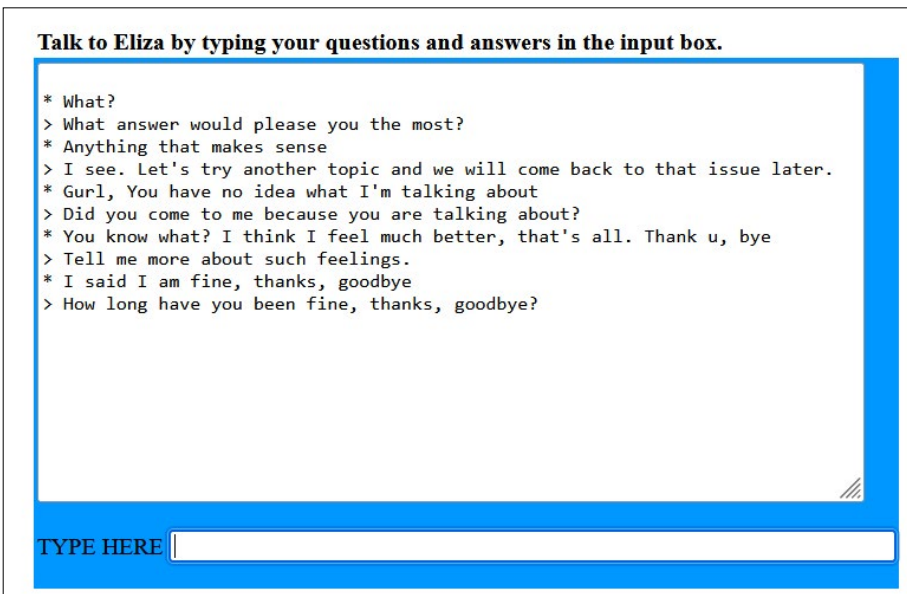 Talk to Eliza by typing your questions and answers in the input box.
* What?
> What answer would please you the most?
* Anything that makes sense
> I see. Let's try another topic and we will come back to that issue later.
* Gurl, You have no idea what I'm talking about
> Did you come to me because you are talking about?
* You know what? I think I feel much better, that's all. Thank u, bye
> Tell me more about such feelings.
* I said I am fine, thanks, goodbye
> How long have you been fine, thanks, goodbye?
TYPE HERE